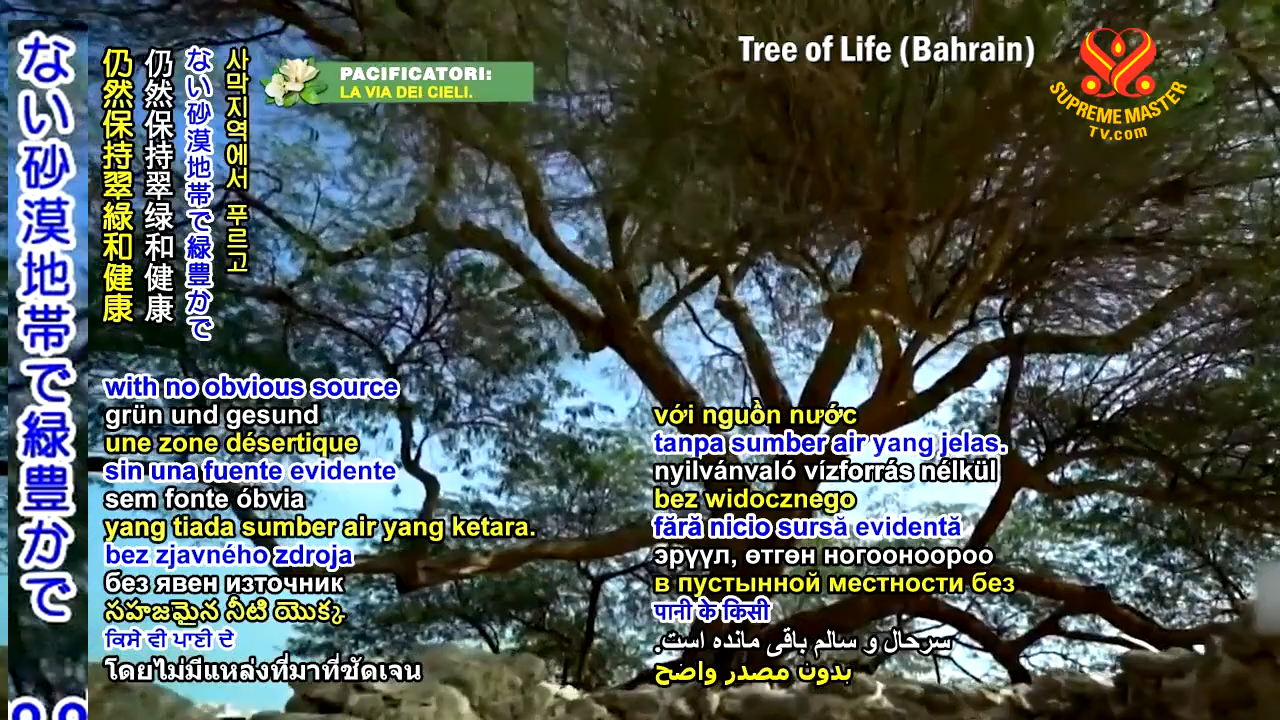 Tree of Life (Bahrain)
SUPREME MASTER
TV.com
PACIFICATORI:
LA VIA DEI CIELI.
ない砂漠地帯で緑豊かで
仍然保持翠綠和健康
仍然保持翠绿和健康
ない砂漠地帯で緑豊かで
사막지역에서 푸르고
with no obvious source
grün und gesund
une zone désertique
sin una fuente evidente
sem fonte óbvia
yang tiada sumber air yang ketara.
bez zjavného zdroja
без явен източник
సహజమైన నీటి యొక్క
ਕਿਸੇ ਵੀ ਪਾਣੀ ਦੇ
โดยไม่มีแหล่งที่มาที่ชัดเจน
với nguồn nước
tanpa sumber air yang jelas.
nyilvánvaló vízforrás nélkül
bez widocznego
fără nicio sursă evidentă
эрүүл, өтгөн ногооноороо
в пустынной местности без
पानी के किसी
سرحال و سالم باقی مانده است.
بدون مصدر واضح